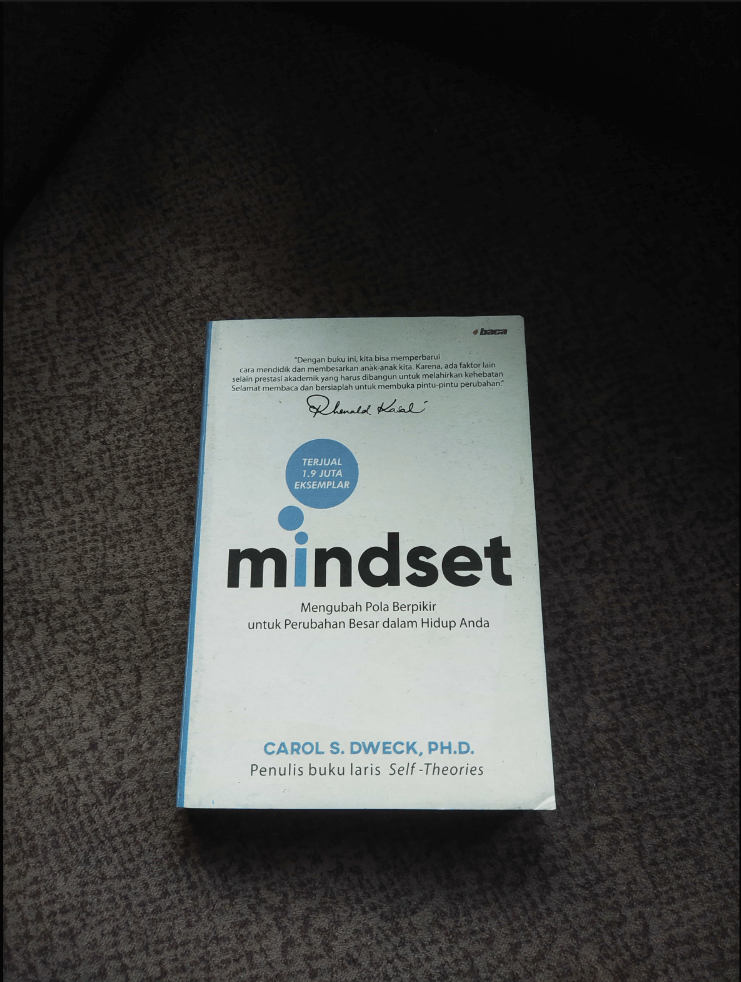 baca
"Dengan buku ini, kita bisa memperbarui
cara mendidik dan membesarkan anak-anak kita. Karena, ada faktor lain
selain prestasi akademik yang harus dibangun untuk melahirkan kehebatan
Selamat membaca dan bersiaplah untuk membuka pintu-pintu perubahan."
Rhenald Kasali
TERJUAL
1.9 JUTA
EKSEMPLAR
mindset
Mengubah Pola Berpikir
untuk Perubahan Besar dalam Hidup Anda
CAROL S. DWECK, PH.D.
Penulis buku laris Self-Theories